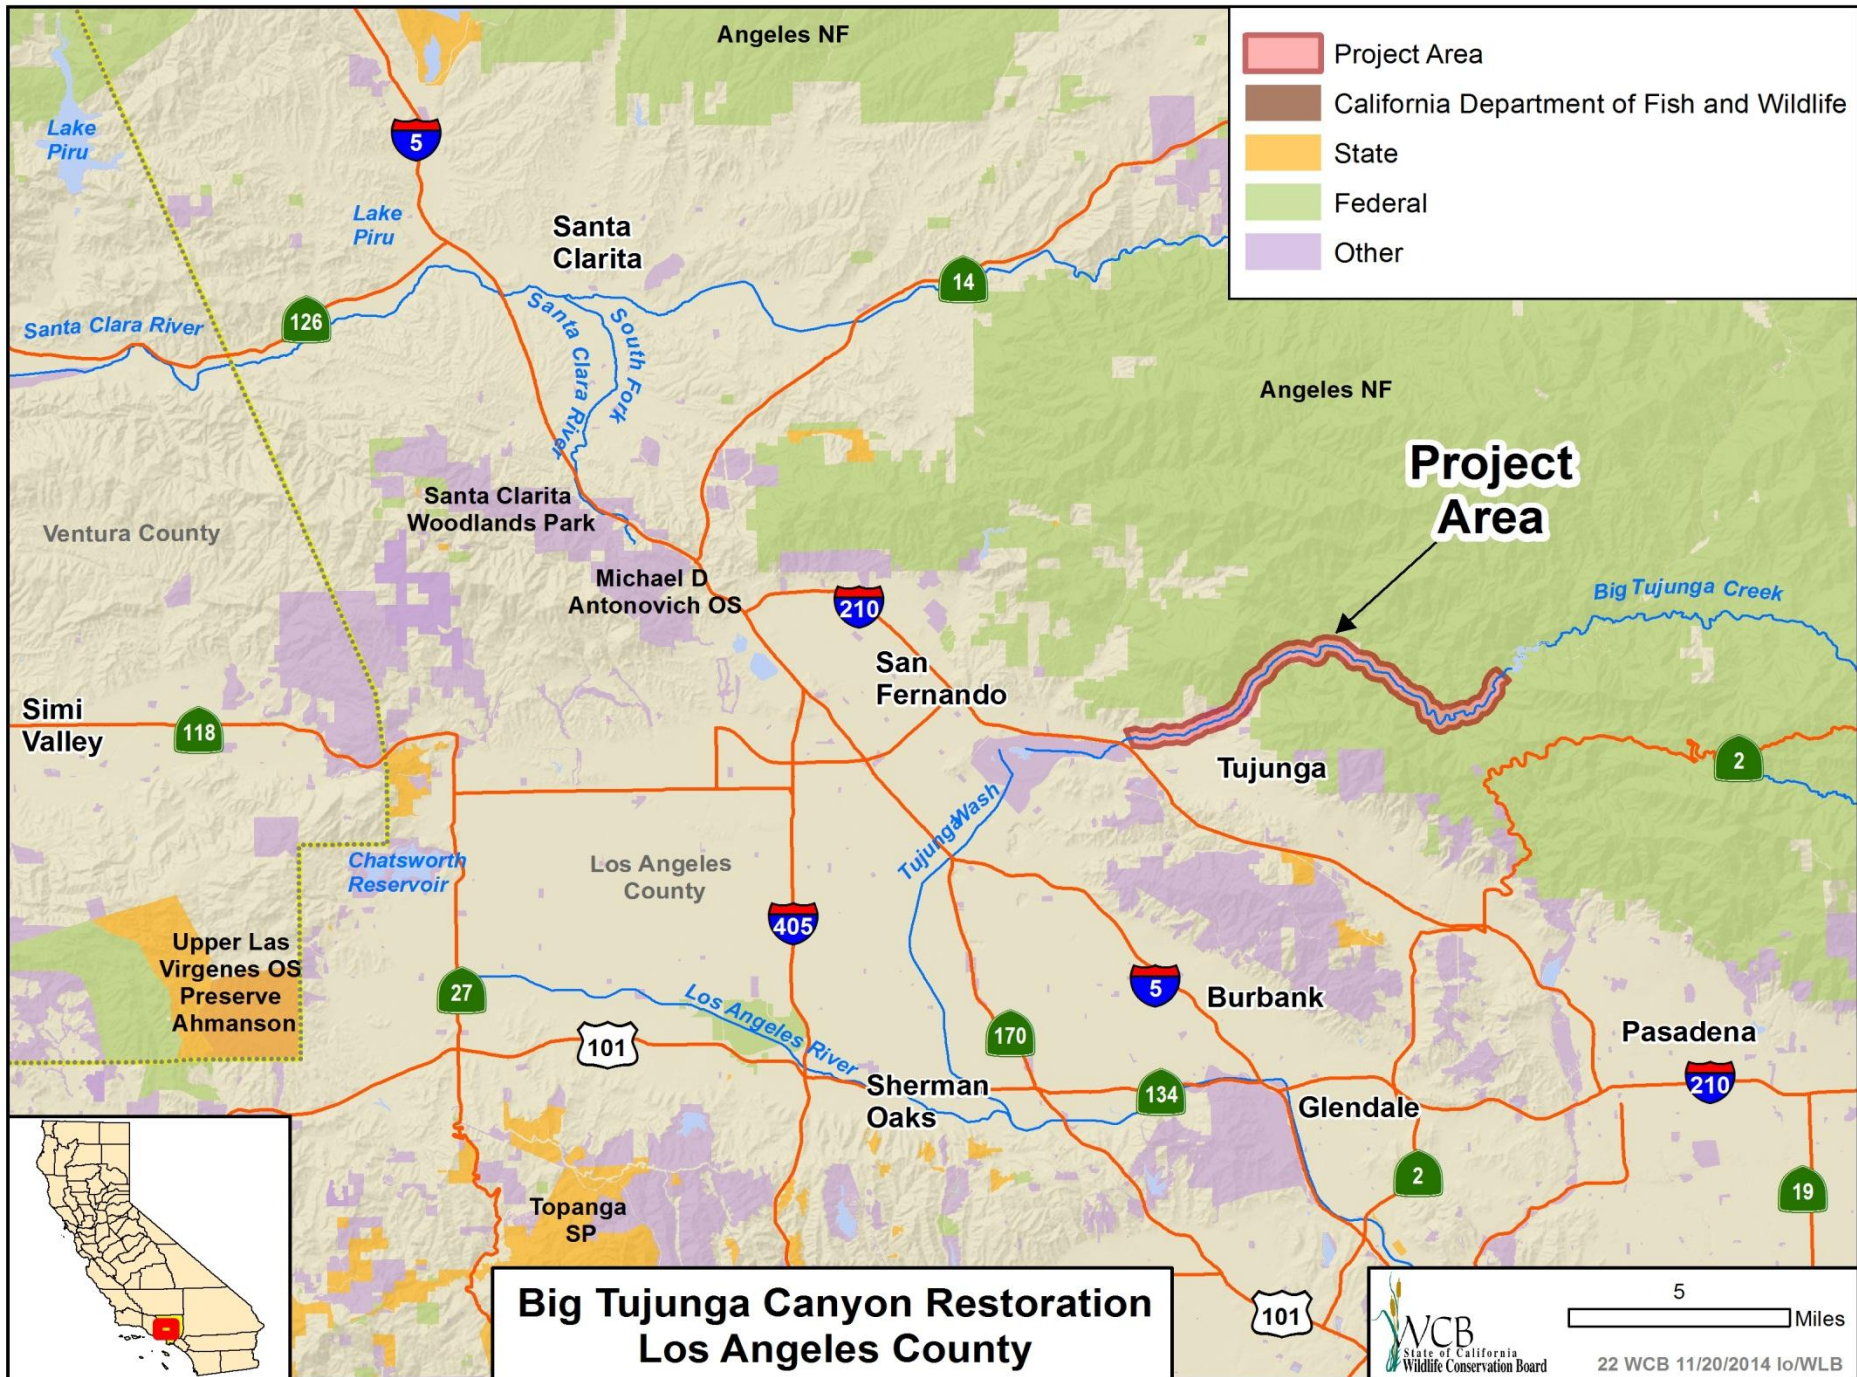 Angeles NF
Project Area
California Department of Fish and Wildlife
State
Federal
Other
Lake
Piru
5
Lake
Piru
Santa
Clarita
14
126
Santa Clara River
Santa Clara River
South Fork
Angeles NF
Project
Area
Santa Clarita
Woodlands Park
Ventura County
Michael D
Antonovich OS
210
Big Tujunga Creek
San
Fernando
Simi
Valley
118
Tujunga
2
Tujunga Wash
Chatsworth
Reservoir
Los Angeles
County
405
Upper Las
Virgenes OS
Preserve
Ahmanson
27
Los Angeles River
5
Burbank
170
101
Pasadena
210
Sherman
Oaks
134
Glendale
2
19
Topanga
SP
Big Tujunga Canyon Restoration
Los Angeles County
101
WCB
State of California
Wildlife Conservation Board
5
Miles
22 WCB 11/20/2014 lo/WLB